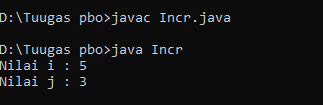 D:\Tuugas pbo>javac Incr.java
D:\Tuugas pbo>java Incr
Nilai i : 5
Nilai j : 3